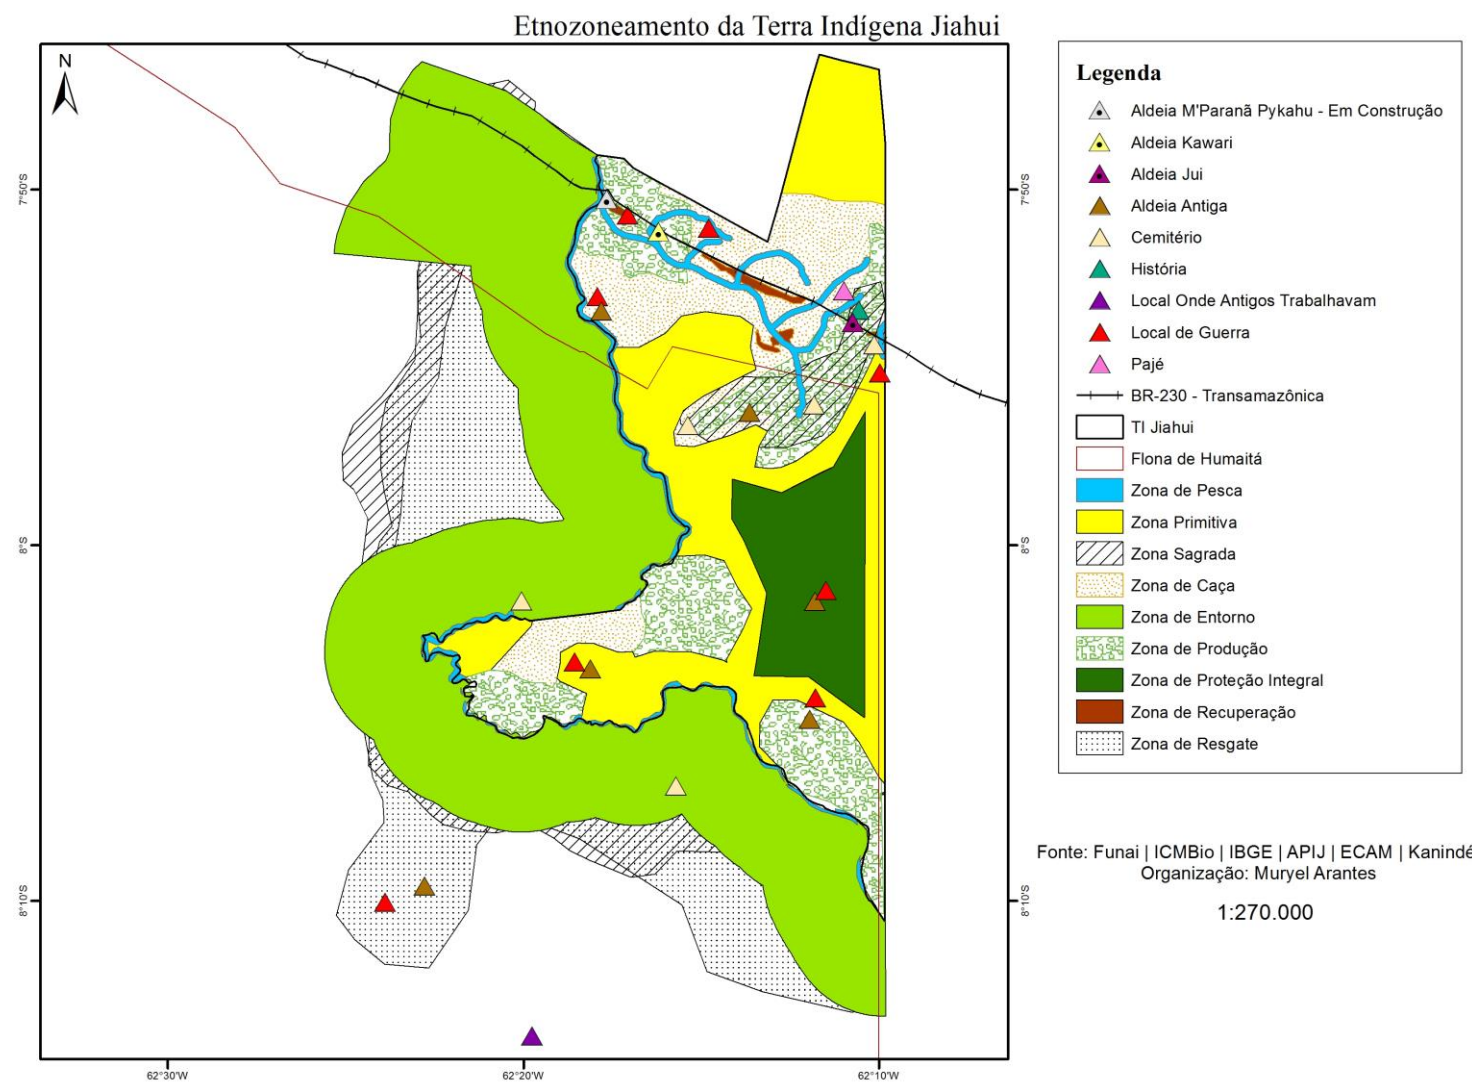 Etnozoneamento da Terra Indígena Jiahui
N
7°50'S
7°50'S
8°S
8°S
8°10'S
8°10'S
62°30'W
62°20'W
62°10'W
Legenda
Aldeia M'Paranã Pykahu - Em Construção
Aldeia Kawari
Aldeia Jui
Aldeia Antiga
Cemitério
História
Local Onde Antigos Trabalhavam
Local de Guerra
Pajé
BR-230 - Transamazônica
TI Jiahui
Flona de Humaitá
Zona de Pesca
Zona Primitiva
Zona Sagrada
Zona de Caça
Zona de Entorno
Zona de Produção
Zona de Proteção Integral
Zona de Recuperação
Zona de Resgate
Fonte: Funai | ICMBio | IBGE | APIJ | ECAM | Kanindé
Organização: Muryel Arantes
1:270.000